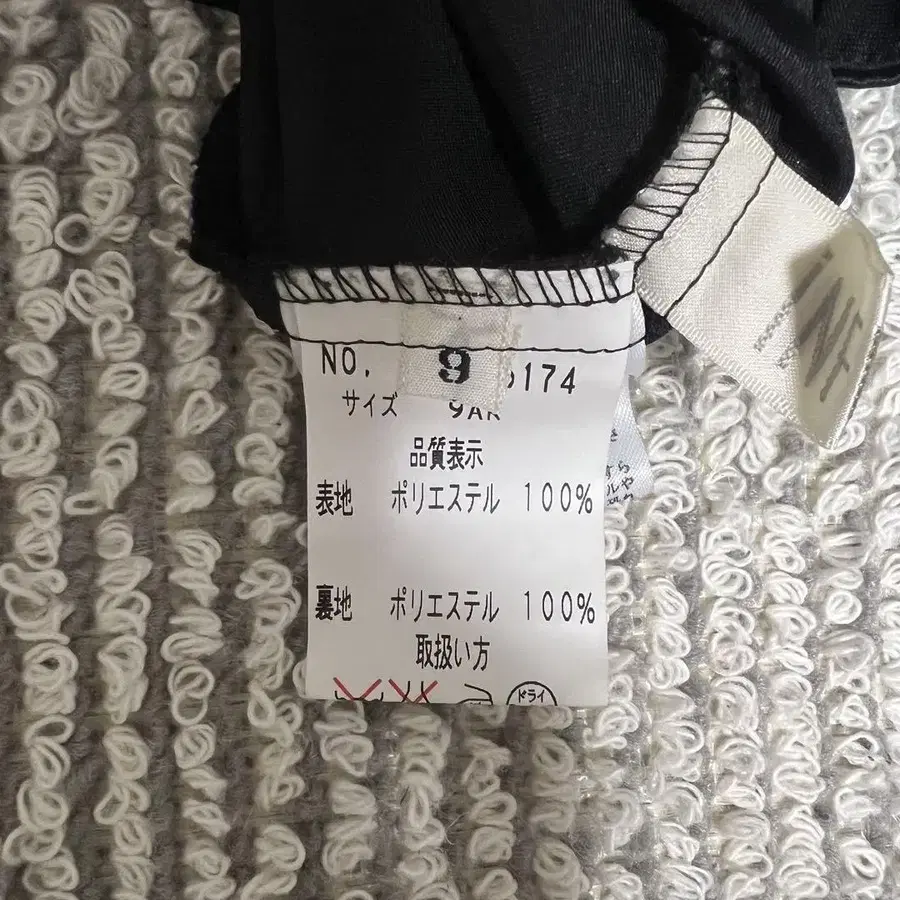 NO. 9 174
サイズ
品質表示
表地 ポリエステル 100%
裏地 ポリエステル 100%
取扱い方
ドライ